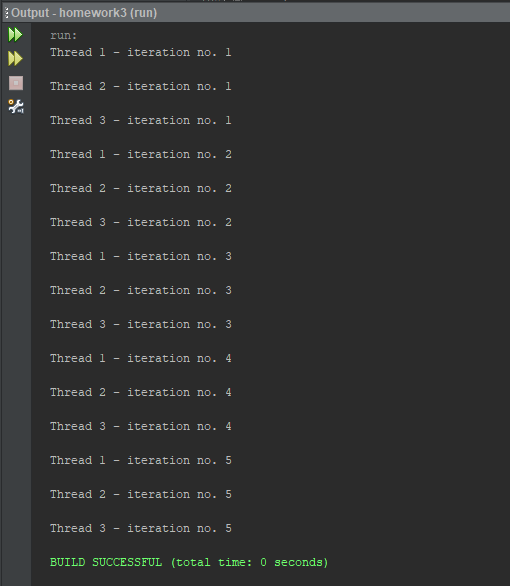 Output - homework3 (run)
run:
Thread 1 - iteration no. 1
Thread 2 - iteration no. 1
Thread 3 - iteration no. 1
Thread 1 - iteration no. 2
Thread 2 - iteration no. 2
Thread 3 - iteration no. 2
Thread 1 - iteration no. 3
Thread 2 - iteration no. 3
Thread 3 - iteration no. 3
Thread 1 - iteration no. 4
Thread 2 - iteration no. 4
Thread 3 - iteration no. 4
Thread 1 - iteration no. 5
Thread 2 - iteration no. 5
Thread 3 - iteration no. 5
BUILD SUCCESSFUL (total time: 0 seconds)